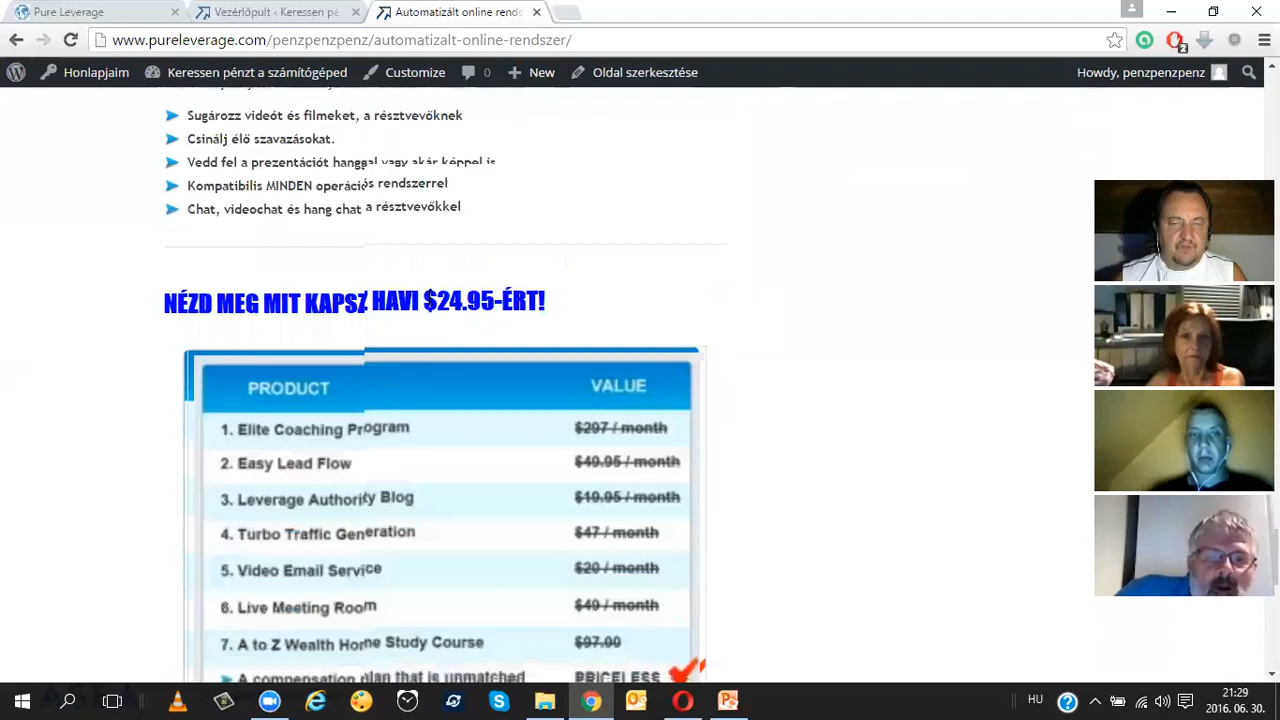 Pure Leverage
Vezérlőpult ‹ Keressen pé
Automatizált online rends
www.pureleverage.com/penzpenzpenz/automatizalt-online-rendszer/
2
Honlapjaim
Keressen pénzt a számítógéped
Customize
0
New
Oldal szerkesztése
Howdy, penzpenzpenz
Sugározz videót és filmeket, a résztvevőknek
Csinálj élő szavazásokat.
Vedd fel a prezentációt hanggal vagy akár képpel is
Kompatibilis MINDEN operációs rendszerrel
Chat, videochat és hang chat a résztvevőkkel
NÉZD MEG MIT KAPSZ HAVI $24.95-ÉRT!
PRODUCT VALUE
1. Elite Coaching Program $297 / month
2. Easy Lead Flow $49.95 / month
3. Leverage Authority Blog $19.95 / month
4. Turbo Traffic Generation $47 / month
5. Video Email Service $20 / month
6. Live Meeting Room $49 / month
7. A to Z Wealth Home Study Course $97.00
A compensation plan that is unmatched PRICELESS
HU
21:29
2016. 06. 30.